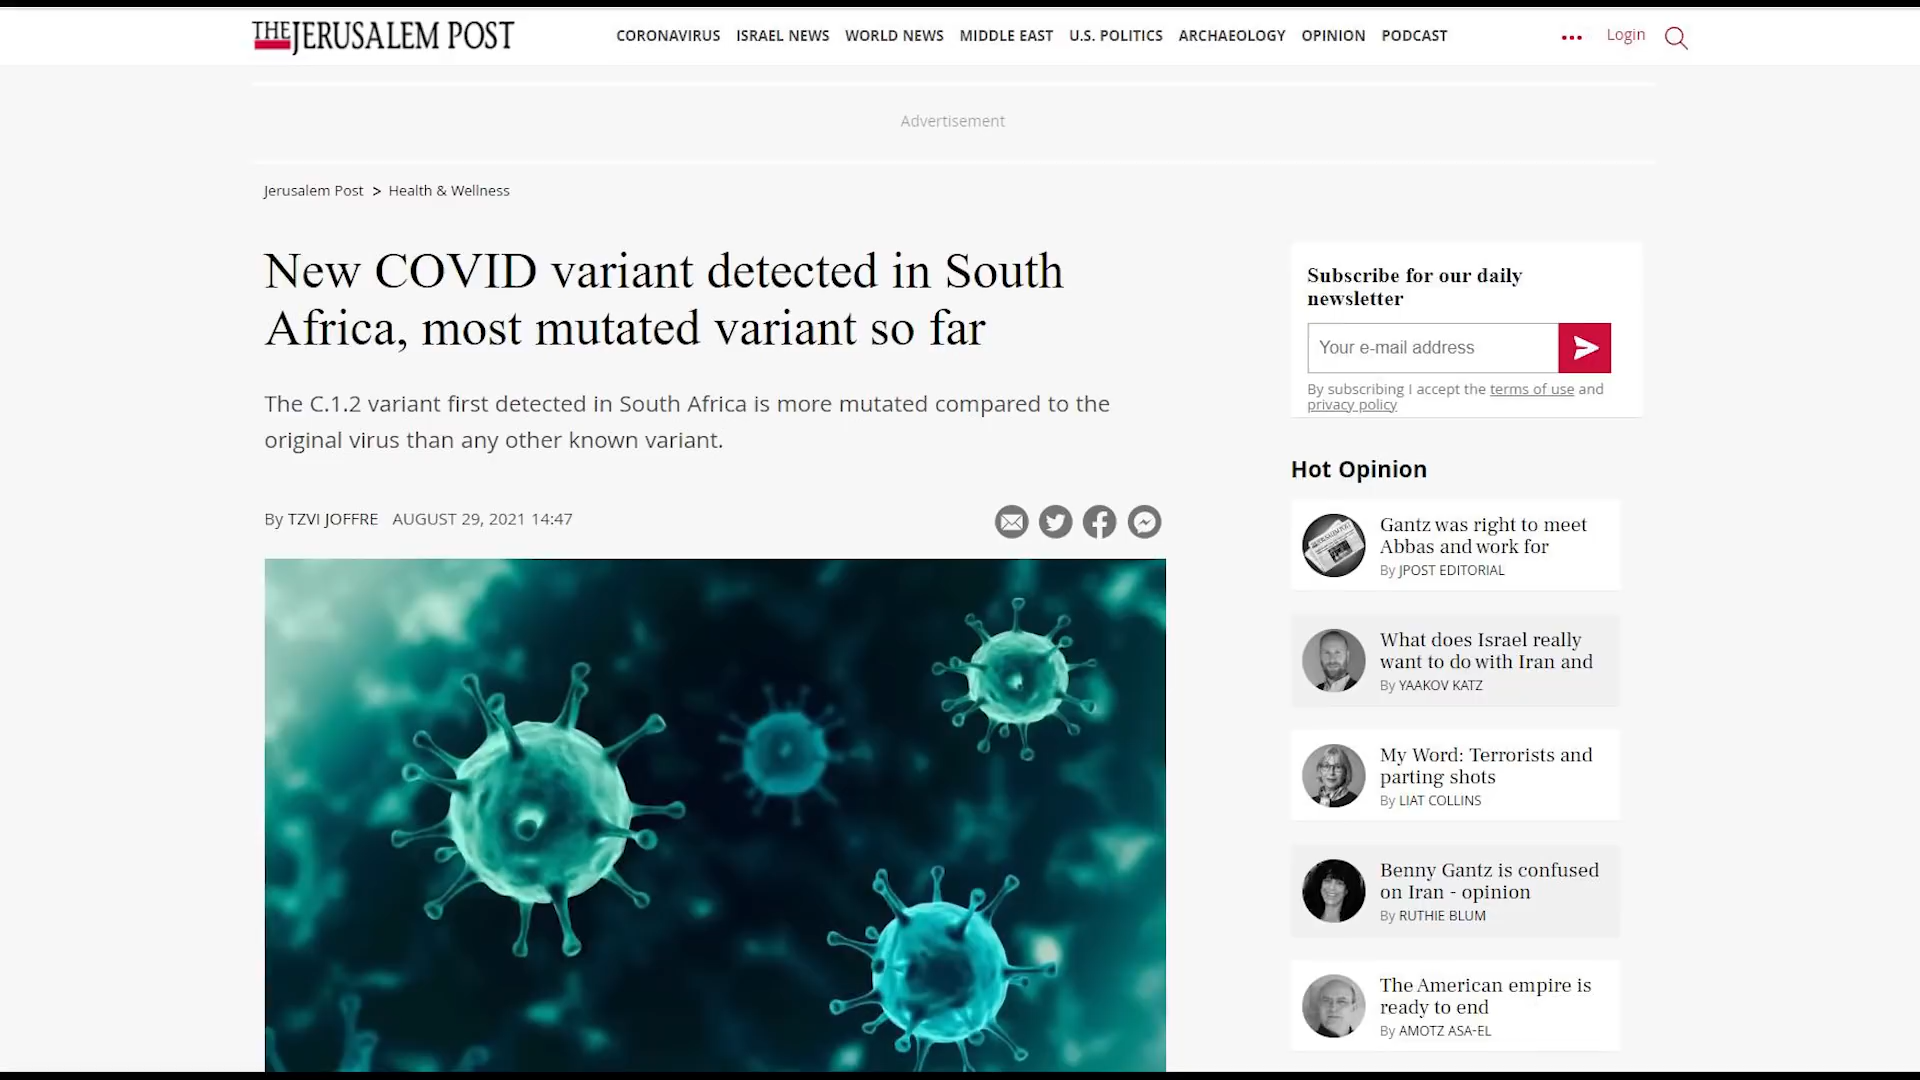 THE JERUSALEM POST
CORONAVIRUS ISRAEL NEWS WORLD NEWS MIDDLE EAST U.S. POLITICS ARCHAEOLOGY OPINION PODCAST
Login
Advertisement
Jerusalem Post > Health & Wellness
New COVID variant detected in South
Africa, most mutated variant so far
The C.1.2 variant first detected in South Africa is more mutated compared to the
original virus than any other known variant.
By TZVI JOFFRE AUGUST 29, 2021 14:47
Subscribe for our daily
newsletter
Your e-mail address
By subscribing I accept the terms of use and
privacy policy
Hot Opinion
Gantz was right to meet
Abbas and work for
By JPOST EDITORIAL
What does Israel really
want to do with Iran and
By YAAKOV KATZ
My Word: Terrorists and
parting shots
By LIAT COLLINS
Benny Gantz is confused
on Iran - opinion
By RUTHIE BLUM
The American empire is
ready to end
By AMOTZ ASA-EL